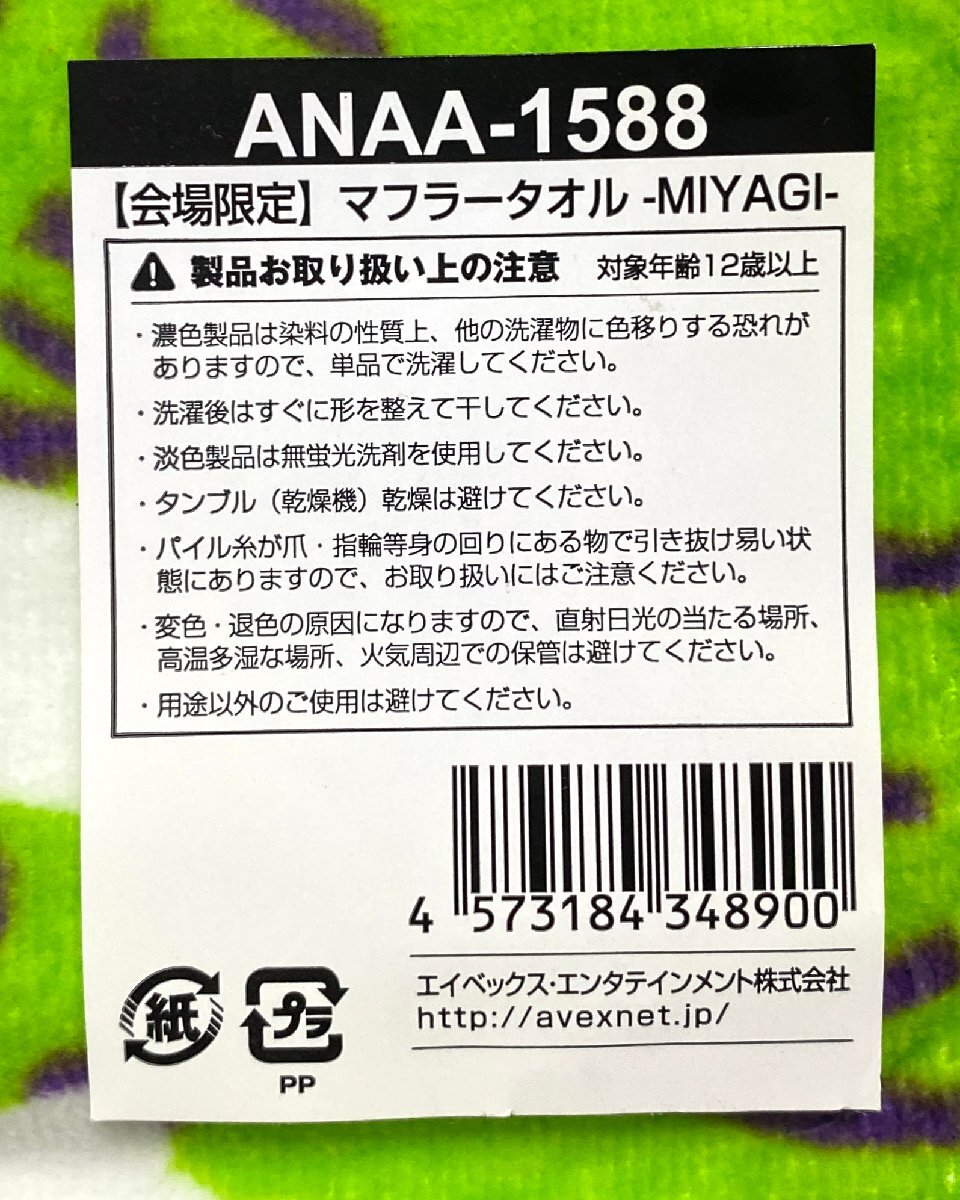 ANAA-1588
【会場限定】マフラータオル -MIYAGI-
製品お取り扱い上の注意 対象年齢12歳以上
・濃色製品は染料の性質上、他の洗濯物に色移りする恐れが
ありますので、単品で洗濯してください。
・洗濯後はすぐに形を整えて干してください。
・淡色製品は無蛍光洗剤を使用してください。
・タンブル（乾燥機）乾燥は避けてください。
・パイル糸が爪・指輪等身の回りにある物で引き抜け易い状
態にありますので、お取り扱いにはご注意ください。
・変色・退色の原因になりますので、直射日光の当たる場所、
高温多湿な場所、火気周辺での保管は避けてください。
・用途以外のご使用は避けてください。
4 573184 348900
エイベックス・エンタテインメント株式会社
http://avexnet.jp/
紙 プラ
PP